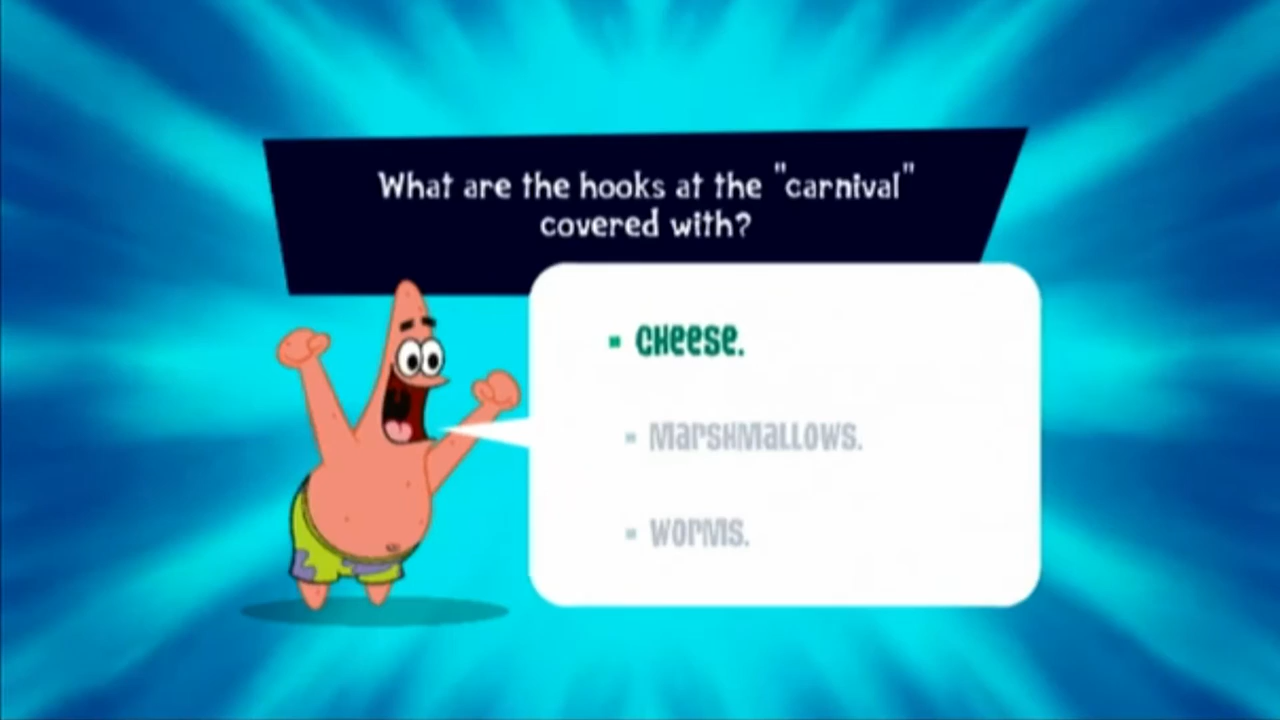 What are the hooks at the "carnival"
covered with?
▪ CHeese.
▪ MarSHMallOWS.
▪ WOrMS.